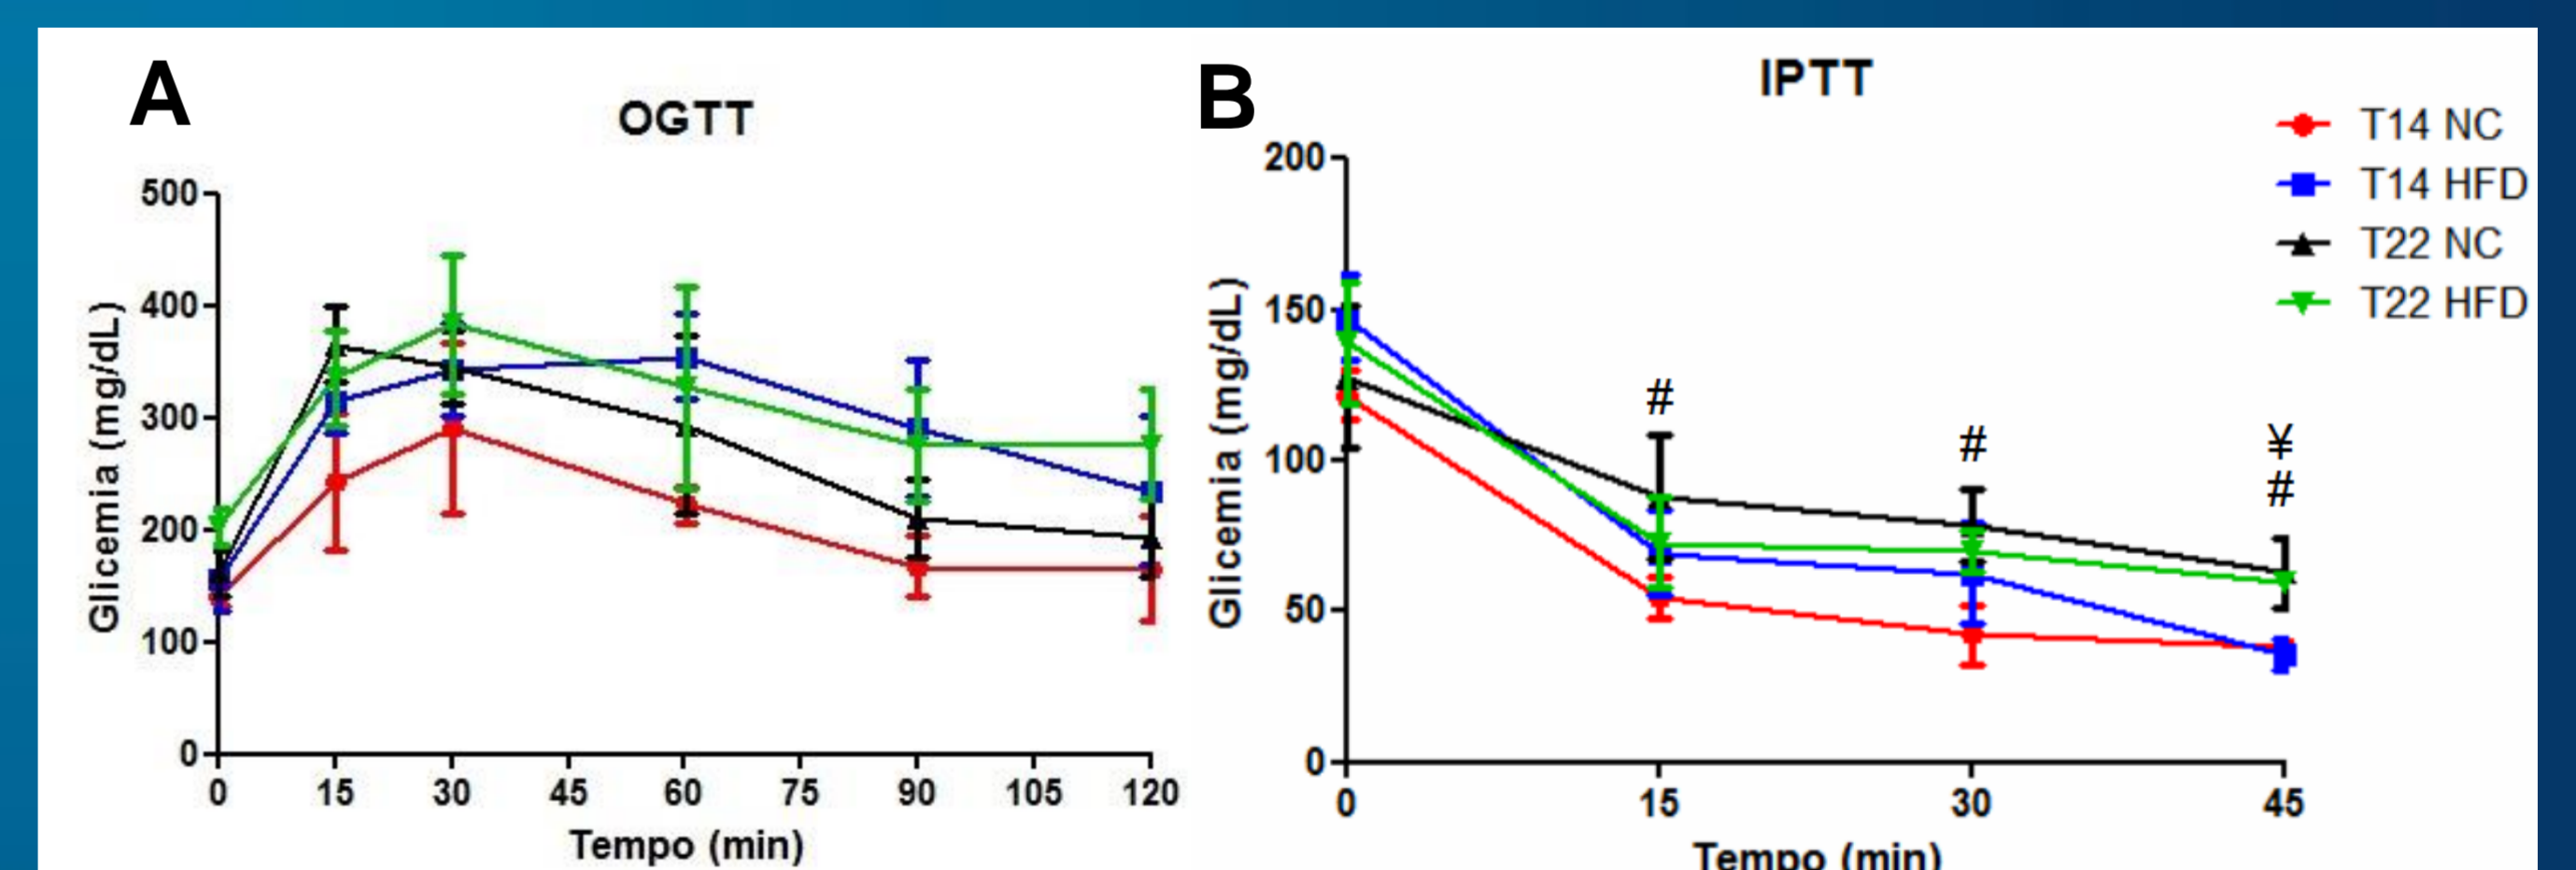 A
OGTT
500
400
300
200
100
0
Glicemia (mg/dL)
0 15 30 45 60 75 90 105 120
Tempo (min)
B
IPTT
200
150
100
50
0
Glicemia (mg/dL)
#
#
¥
#
0 15 30 45
Tempo (min)
T14 NC
T14 HFD
T22 NC
T22 HFD